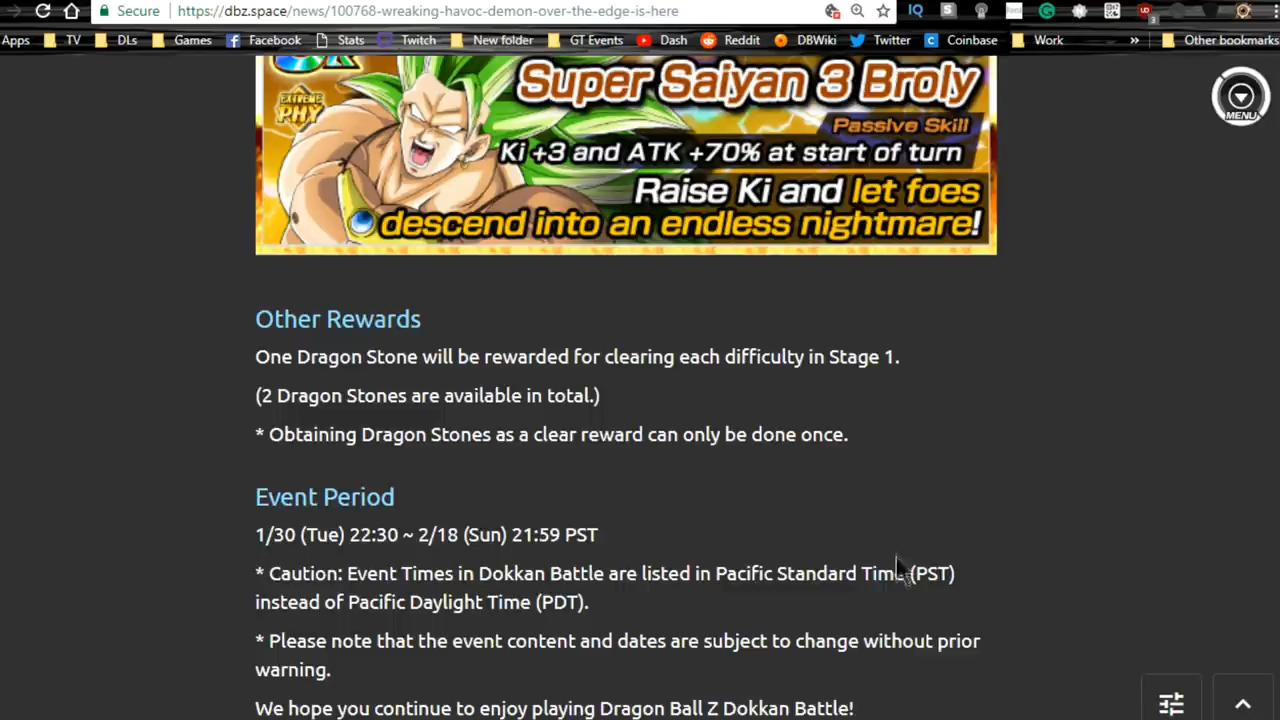 Secure https://dbz.space/news/100768-wreaking-havoc-demon-over-the-edge-is-here IQ S 3
Apps TV DLs Games Facebook Stats Twitch New folder GT Events Dash Reddit DBWiki Twitter Coinbase Work » Other bookmarks
Super Saiyan 3 Broly
EXTREME
PHY
Passive Skill
Ki +3 and ATK +70% at start of turn
Raise Ki and let foes
descend into an endless nightmare!
MENU
Other Rewards
One Dragon Stone will be rewarded for clearing each difficulty in Stage 1.
(2 Dragon Stones are available in total.)
* Obtaining Dragon Stones as a clear reward can only be done once.
Event Period
1/30 (Tue) 22:30 ~ 2/18 (Sun) 21:59 PST
* Caution: Event Times in Dokkan Battle are listed in Pacific Standard Time (PST)
instead of Pacific Daylight Time (PDT).
* Please note that the event content and dates are subject to change without prior
warning.
We hope you continue to enjoy playing Dragon Ball Z Dokkan Battle!